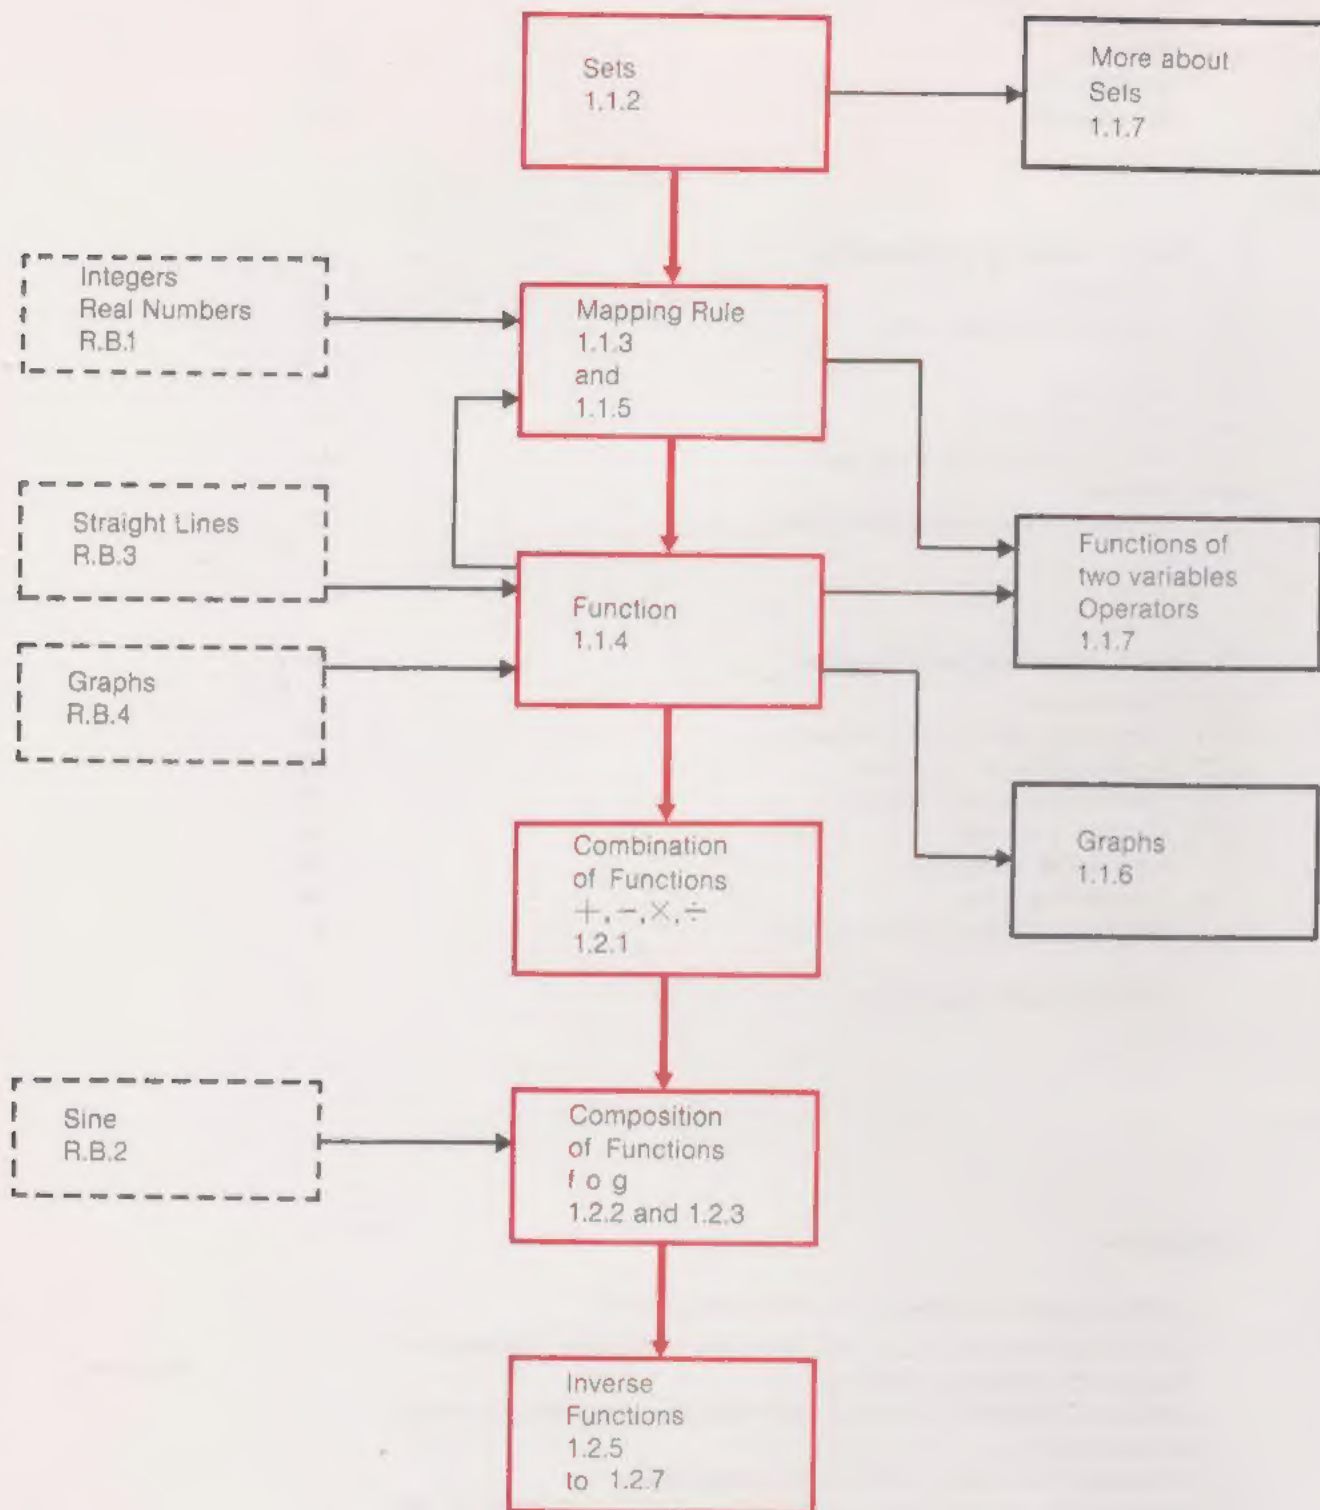 Sets
1.1.2
More about
Sets
1.1.7
Integers
Real Numbers
R.B.1
Mapping Rule
1.1.3
and
1.1.5
Straight Lines
R.B.3
Function
1.1.4
Functions of
two variables
Operators
1.1.7
Graphs
R.B.4
Combination
of Functions
+, −, ×, ÷
1.2.1
Graphs
1.1.6
Sine
R.B.2
Composition
of Functions
f o g
1.2.2 and 1.2.3
Inverse
Functions
1.2.5
to 1.2.7